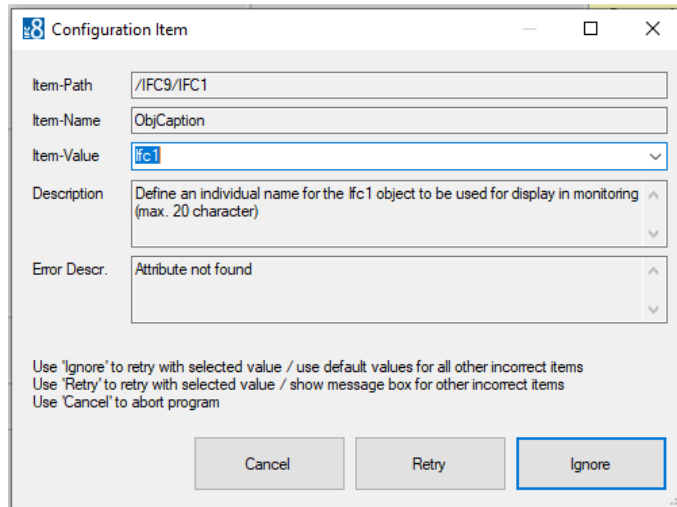 8 Configuration Item
Item-Path /IFC9/IFC1
Item-Name ObjCaption
Item-Value Ifc1
Description Define an individual name for the Ifc1 object to be used for display in monitoring
(max. 20 character)
Error Descr. Attribute not found
Use 'Ignore' to retry with selected value / use default values for all other incorrect items
Use 'Retry' to retry with selected value / show message box for other incorrect items
Use 'Cancel' to abort program
Cancel Retry Ignore